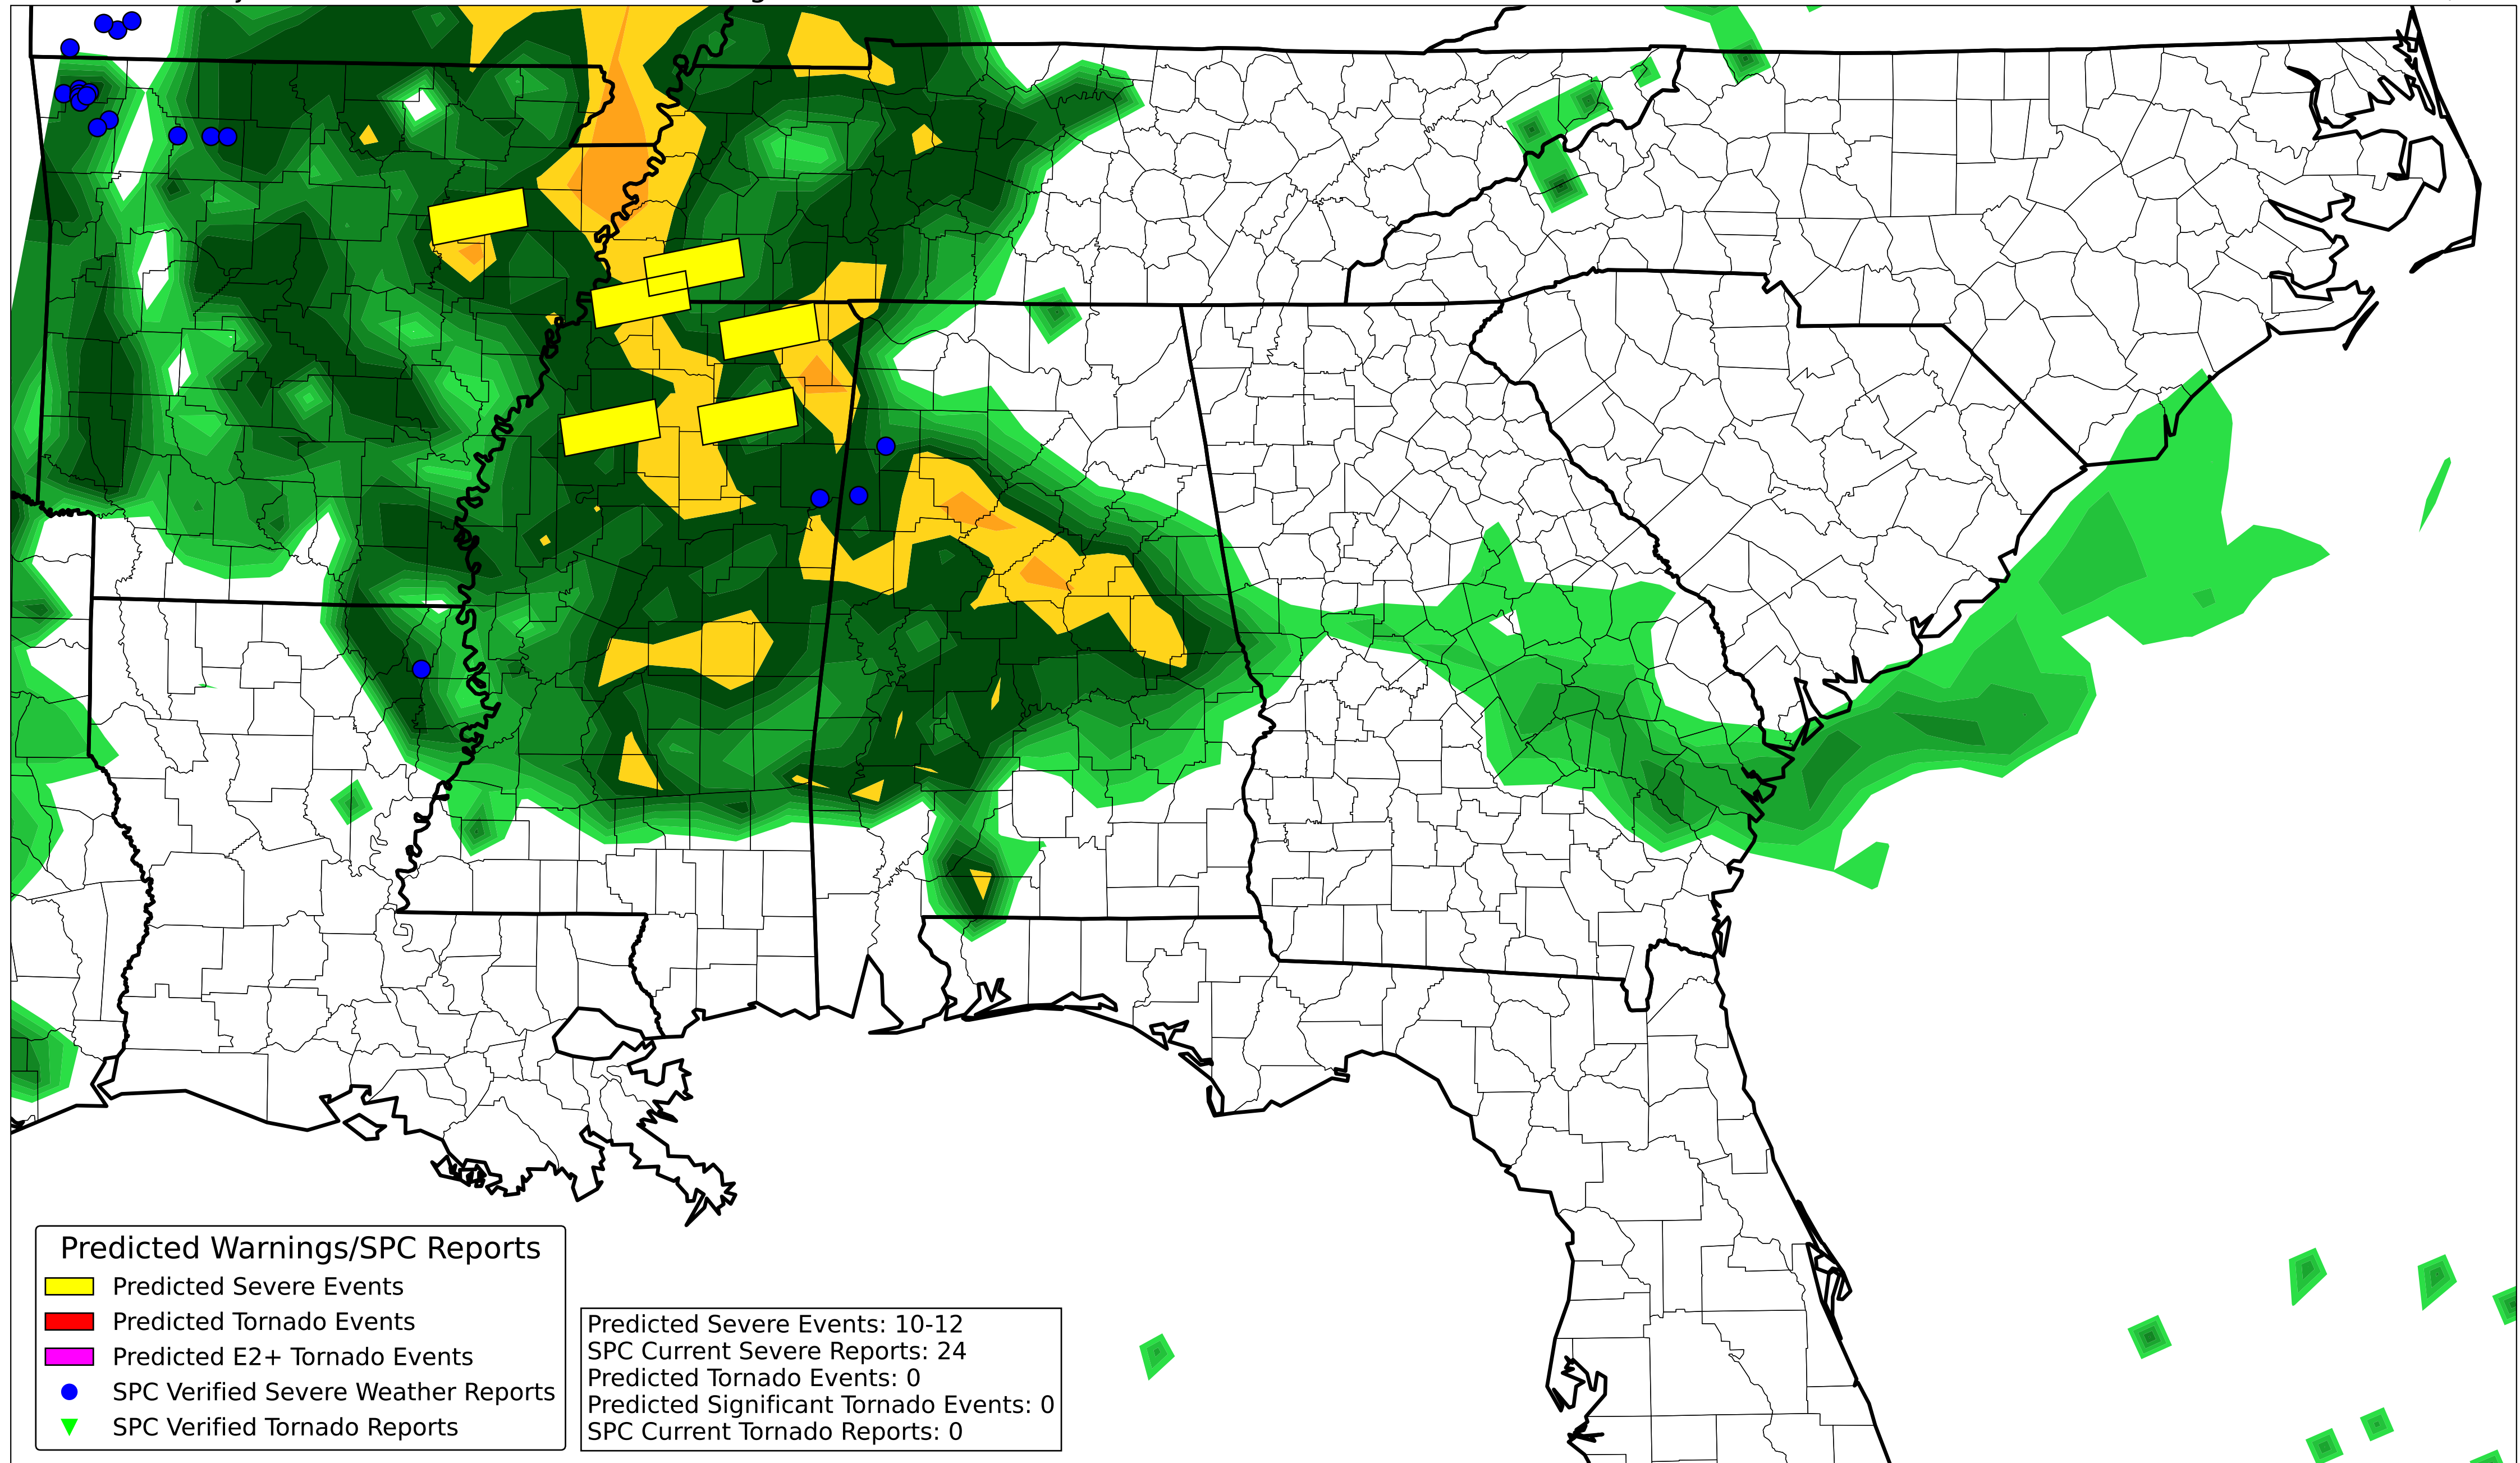 Predicted Warnings/SPC Reports
Predicted Severe Events
Predicted Tornado Events
Predicted E2+ Tornado Events
SPC Verified Severe Weather Reports
SPC Verified Tornado Reports
Predicted Severe Events: 10-12
SPC Current Severe Reports: 24
Predicted Tornado Events: 0
Predicted Significant Tornado Events: 0
SPC Current Tornado Reports: 0